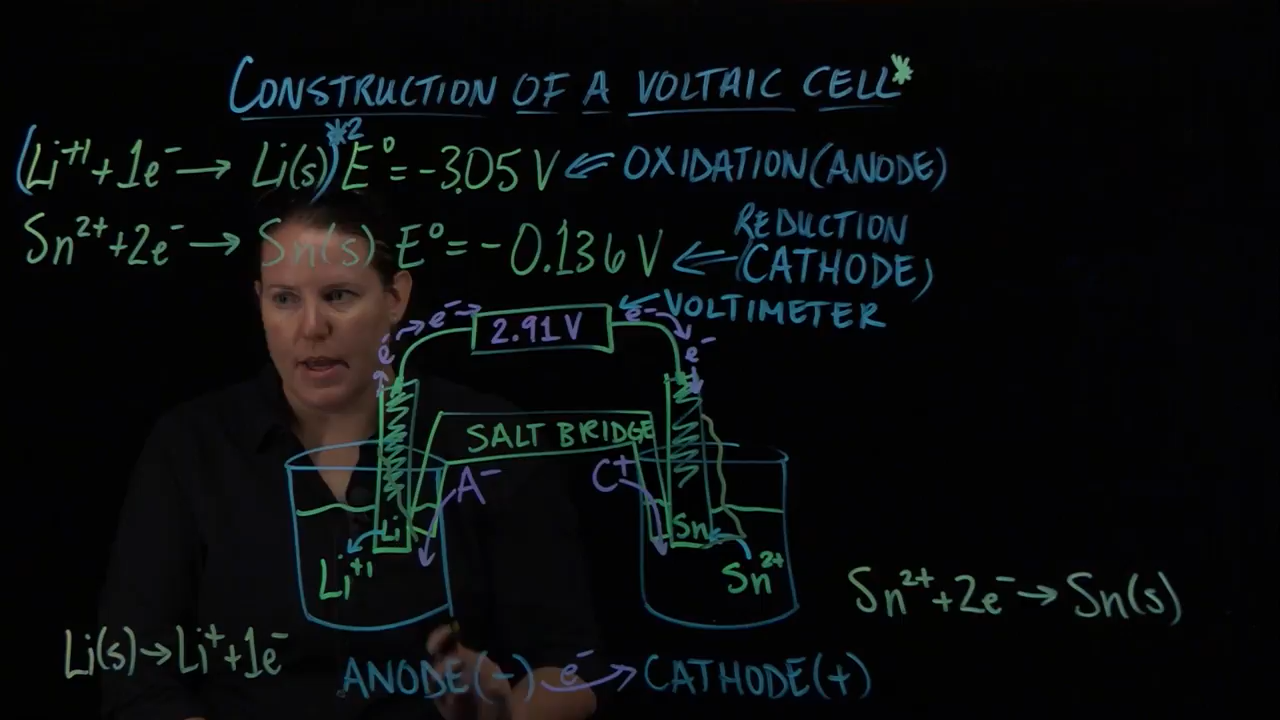 CONSTRUCTION OF A VOLTAIC CELL*
(Li⁺¹+1e⁻ → Li(s))*2 E°=-3.05 V ⇐ OXIDATION(ANODE)
Sn²⁺+2e⁻ → Sn(s) E°=-0.136 V ⇐ REDUCTION (CATHODE)
VOLTIMETER
e⁻ e⁻ 2.91 V e⁻ e⁻
SALT BRIDGE
A⁻ C⁺
Li Sn
Li⁺¹ Sn²⁺
Sn²⁺+2e⁻ → Sn(s)
Li(s) → Li⁺+1e⁻
ANODE(-) e⁻ → CATHODE(+)